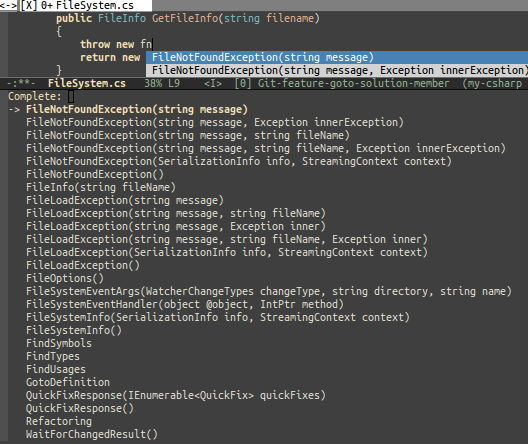 <->[X] 0+ FileSystem.cs
public FileInfo GetFileInfo(string filename)
{
throw new fn
return new FileNotFoundException(string message)
} FileNotFoundException(string message, Exception innerException)
-:**- FileSystem.cs 38% L9 <I> [0] Git-feature-goto-solution-member (my-csharp
Complete:
-> FileNotFoundException(string message)
FileNotFoundException(string message, Exception innerException)
FileNotFoundException(string message, string fileName)
FileNotFoundException(string message, string fileName, Exception innerException)
FileNotFoundException(SerializationInfo info, StreamingContext context)
FileNotFoundException()
FileInfo(string fileName)
FileLoadException(string message)
FileLoadException(string message, string fileName)
FileLoadException(string message, Exception inner)
FileLoadException(string message, string fileName, Exception inner)
FileLoadException(SerializationInfo info, StreamingContext context)
FileLoadException()
FileOptions()
FileSystemEventArgs(WatcherChangeTypes changeType, string directory, string name)
FileSystemEventHandler(object @object, IntPtr method)
FileSystemInfo(SerializationInfo info, StreamingContext context)
FileSystemInfo()
FindSymbols
FindTypes
FindUsages
GotoDefinition
QuickFixResponse(IEnumerable<QuickFix> quickFixes)
QuickFixResponse()
Refactoring
WaitForChangedResult()